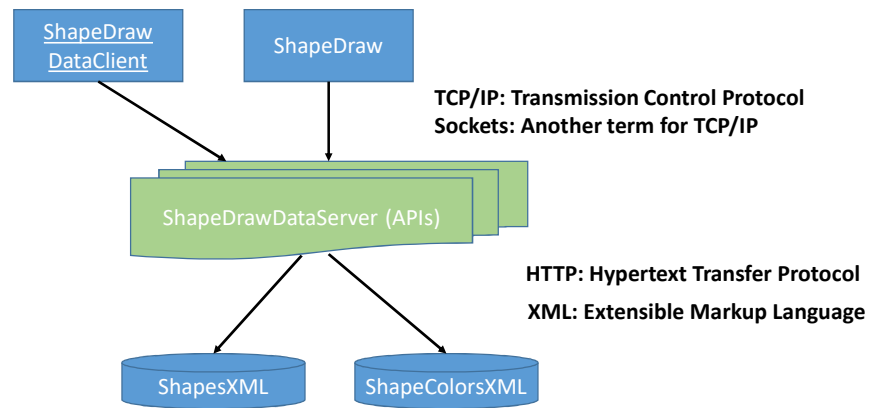 ShapeDraw
DataClient
ShapeDraw
TCP/IP: Transmission Control Protocol
Sockets: Another term for TCP/IP
ShapeDrawDataServer (APIs)
HTTP: Hypertext Transfer Protocol
XML: Extensible Markup Language
ShapesXML
ShapeColorsXML